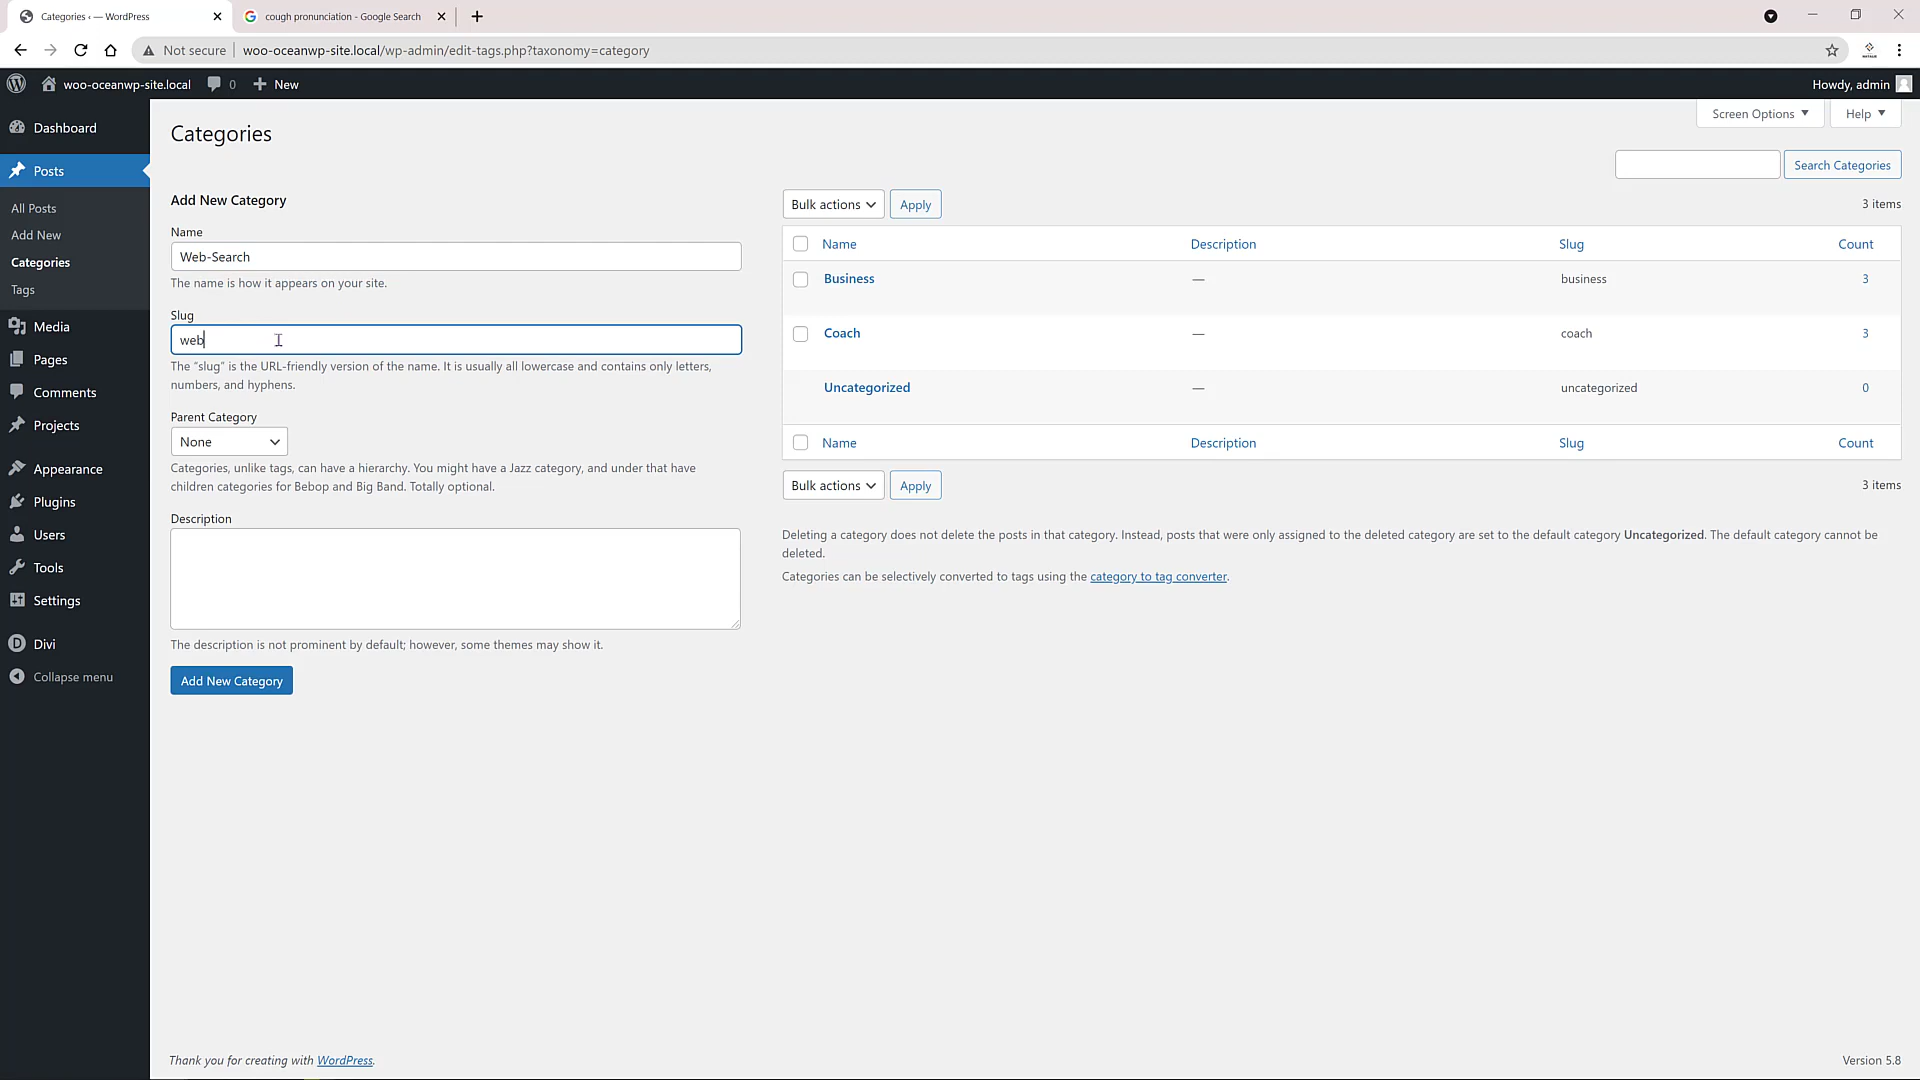 Categories ‹ — WordPress
cough pronunciation - Google Search
Not secure
woo-oceanwp-site.local/wp-admin/edit-tags.php?taxonomy=category
woo-oceanwp-site.local
0
New
Howdy, admin
Dashboard
Posts
All Posts
Add New
Categories
Tags
Media
Pages
Comments
Projects
Appearance
Plugins
Users
Tools
Settings
Divi
Collapse menu
Screen Options
Help
Categories
Search Categories
Add New Category
Name
Web-Search
The name is how it appears on your site.
Slug
web
The “slug” is the URL-friendly version of the name. It is usually all lowercase and contains only letters,
numbers, and hyphens.
Parent Category
None
Categories, unlike tags, can have a hierarchy. You might have a Jazz category, and under that have
children categories for Bebop and Big Band. Totally optional.
Description
The description is not prominent by default; however, some themes may show it.
Add New Category
Bulk actions
Apply
3 items
Name Description Slug Count
Business — business 3
Coach — coach 3
Uncategorized — uncategorized 0
Name Description Slug Count
Bulk actions
Apply
3 items
Deleting a category does not delete the posts in that category. Instead, posts that were only assigned to the deleted category are set to the default category Uncategorized. The default category cannot be
deleted.
Categories can be selectively converted to tags using the category to tag converter.
Thank you for creating with WordPress.
Version 5.8